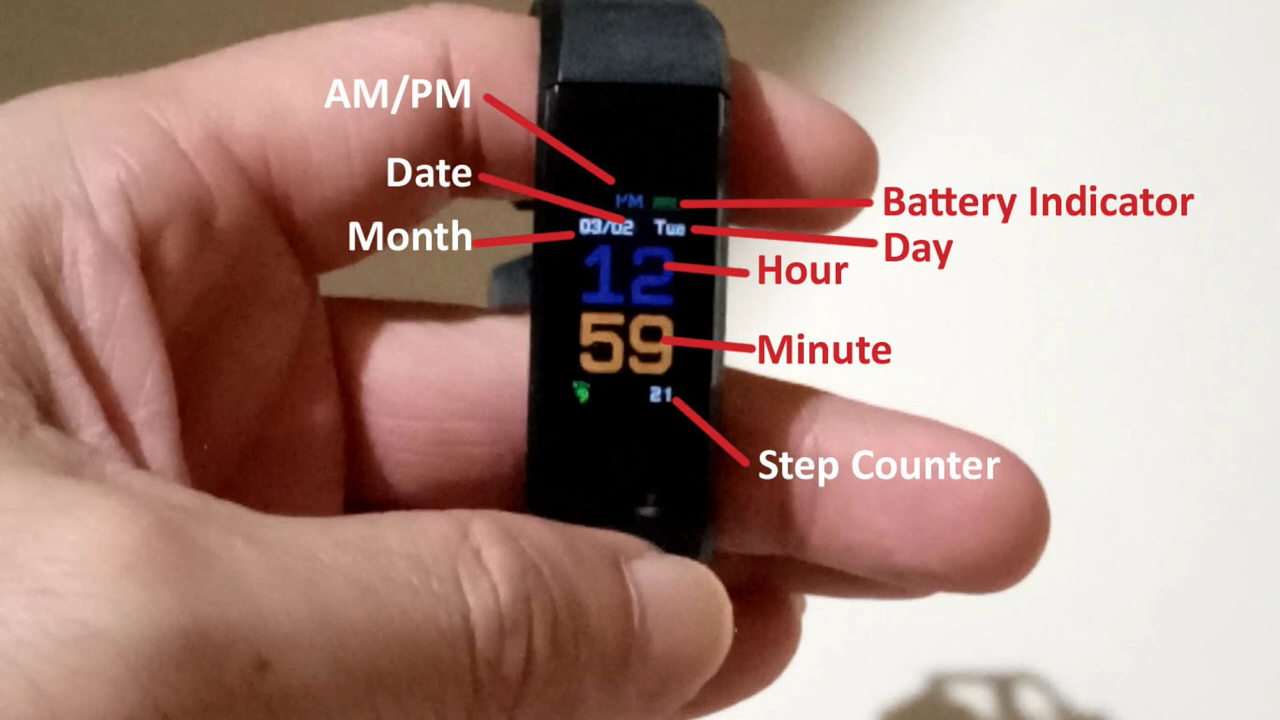 AM/PM
Date
Month
Battery Indicator
Day
Hour
Minute
Step Counter
PM
03/02 Tue
12
59
21